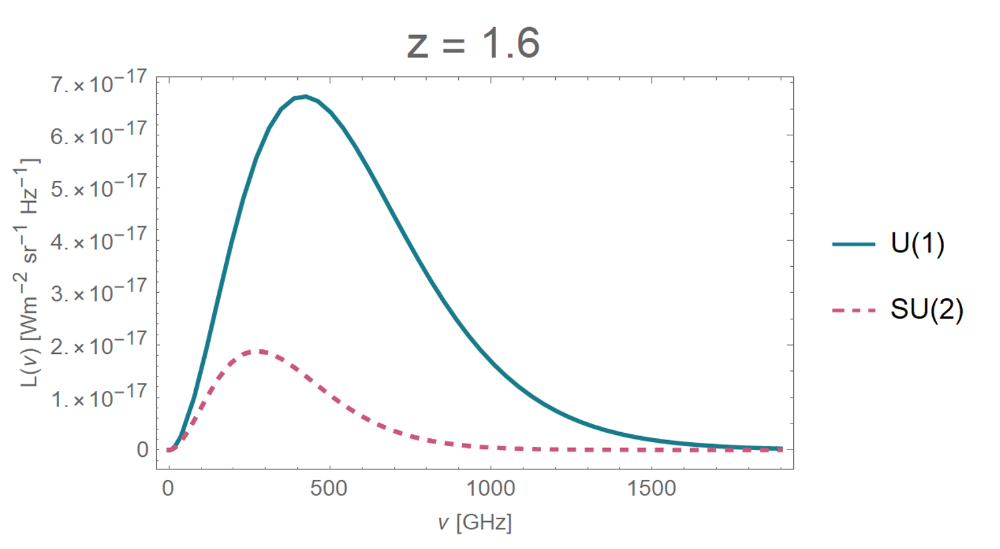 z = 1.6
7.×10⁻¹⁷
6.×10⁻¹⁷
5.×10⁻¹⁷
4.×10⁻¹⁷
3.×10⁻¹⁷
2.×10⁻¹⁷
1.×10⁻¹⁷
0
L(ν) [Wm⁻² sr⁻¹ Hz⁻¹]
0 500 1000 1500
ν [GHz]
U(1)
SU(2)